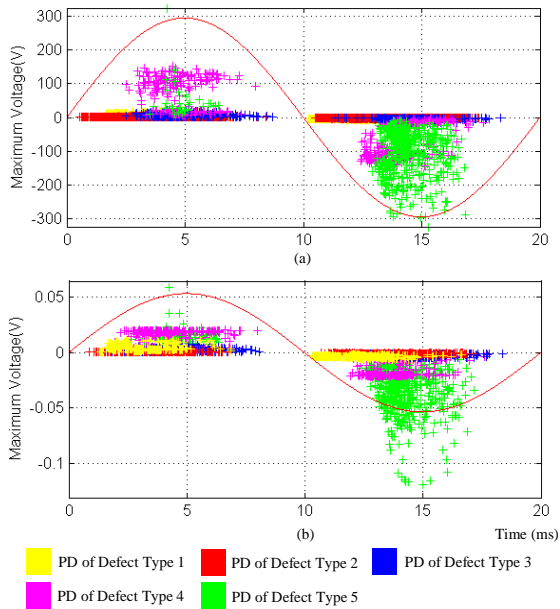 300
200
100
0
-100
-200
-300
Maximum Voltage(V)
0
5
10
15
20
(a)
0.05
0
-0.05
-0.1
Maximum Voltage(V)
0
5
10
15
20
(b)
Time (ms)
PD of Defect Type 1
PD of Defect Type 2
PD of Defect Type 3
PD of Defect Type 4
PD of Defect Type 5